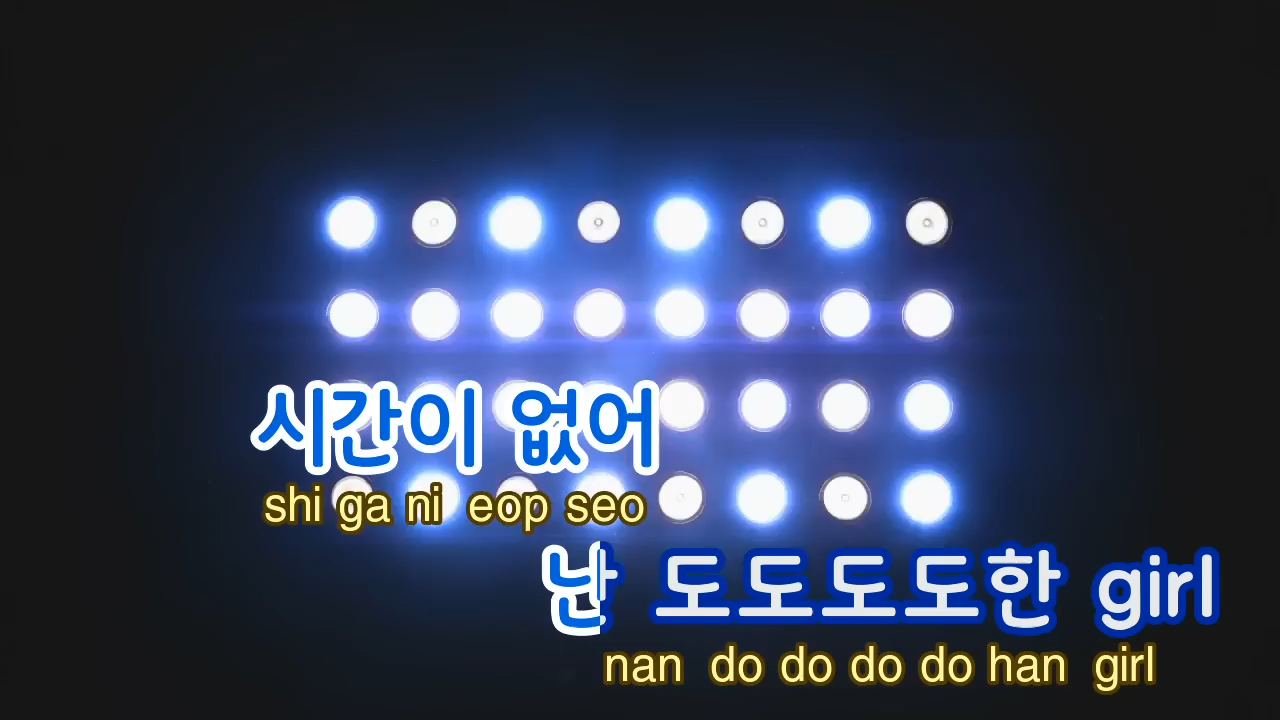 시간이 없어
shi ga ni eop seo
난 도도도도한 girl
nan do do do do han girl